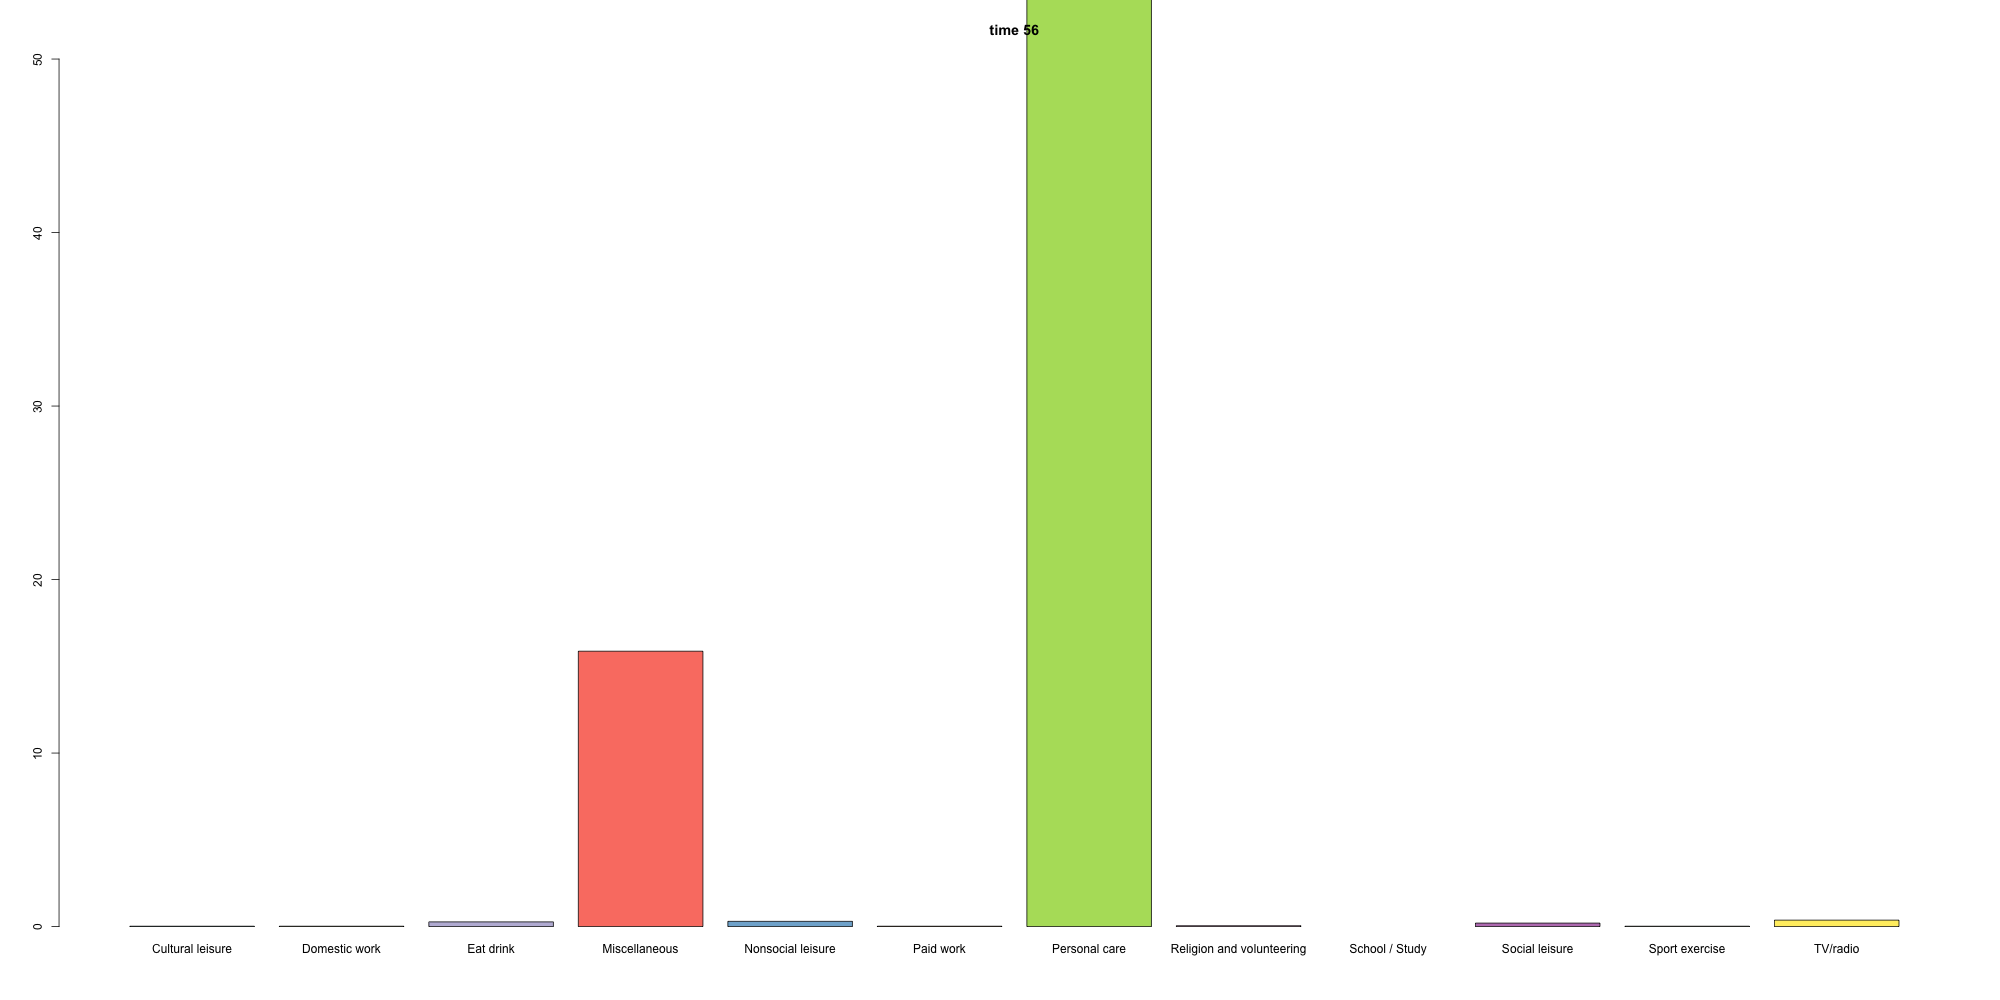 time 56
50
40
30
20
10
0
Cultural leisure
Domestic work
Eat drink
Miscellaneous
Nonsocial leisure
Paid work
Personal care
Religion and volunteering
School / Study
Social leisure
Sport exercise
TV/radio